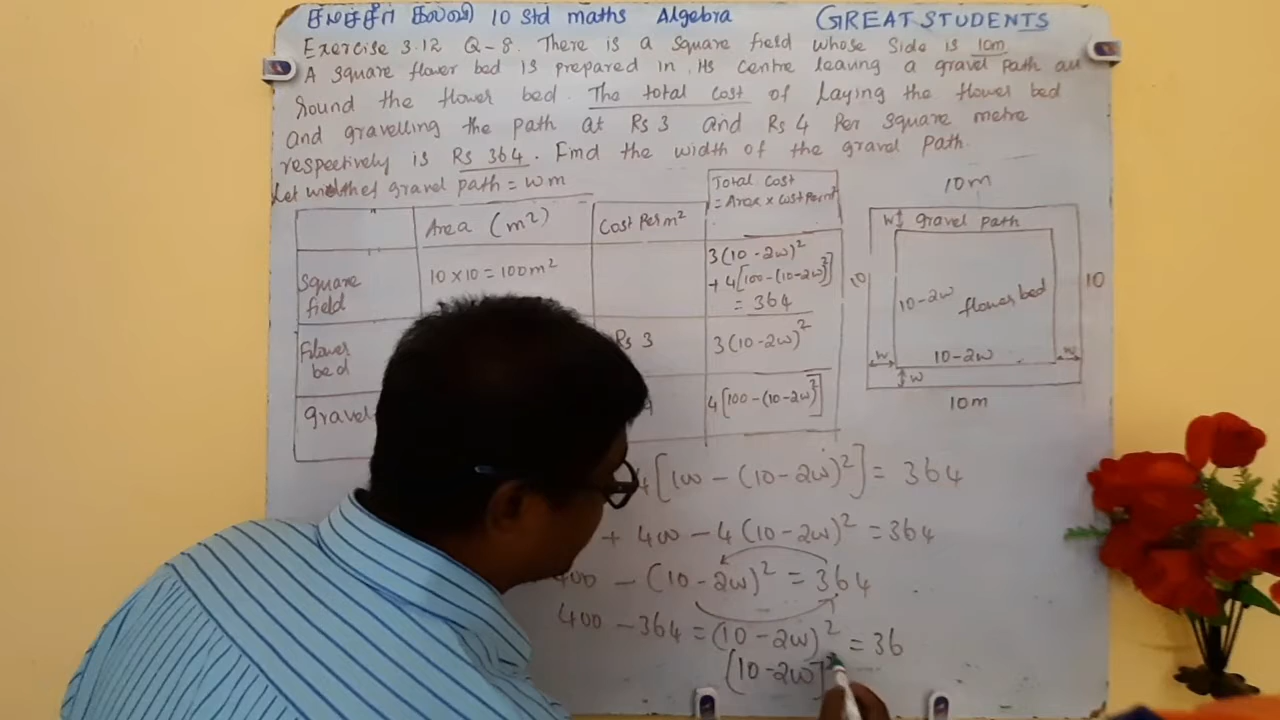 சிலச்சீர் கல்வி 10 Std maths Algebra GREAT STUDENTS
Exercise 3.12 Q-8. There is a square field whose side is 10m
A square flower bed is prepared in its centre leaving a gravel path all
round the flower bed. The total cost of laying the flower bed
and gravelling the path at Rs 3 and Rs 4 Per square metre
respectively is Rs 364. Find the width of the gravel path.
Let width of gravel path = wm
Area (m²) Cost Per m² Total cost = Area x cost per m²
Square field 10 x 10 = 100m² 3(10-2w)² + 4[100-(10-2w)²] = 364
Flower bed Rs 3 3(10-2w)²
gravel 4 4[100-(10-2w)²]
10m
w gravel path
10 10-2w flower bed 10
w 10-2w w
w
10m
4[100 - (10-2w)²] = 364
+ 400 - 4(10-2w)² = 364
400 - (10-2w)² = 364
400 - 364 = (10-2w)² = 36
(10-2w)²